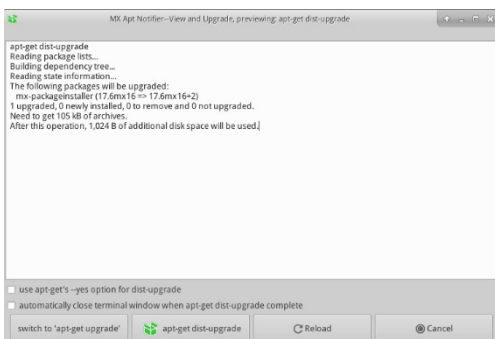 MX Apt Notifier--View and Upgrade, previewing: apt-get dist-upgrade
apt-get dist-upgrade
Reading package lists...
Building dependency tree...
Reading state information...
The following packages will be upgraded:
mx-packageinstaller (17.6mx16 => 17.6mx16+2)
1 upgraded, 0 newly installed, 0 to remove and 0 not upgraded.
Need to get 105 kB of archives.
After this operation, 1,024 B of additional disk space will be used.
use apt-get's --yes option for dist-upgrade
automatically close terminal window when apt-get dist-upgrade complete
switch to 'apt-get upgrade'
apt-get dist-upgrade
Reload
Cancel